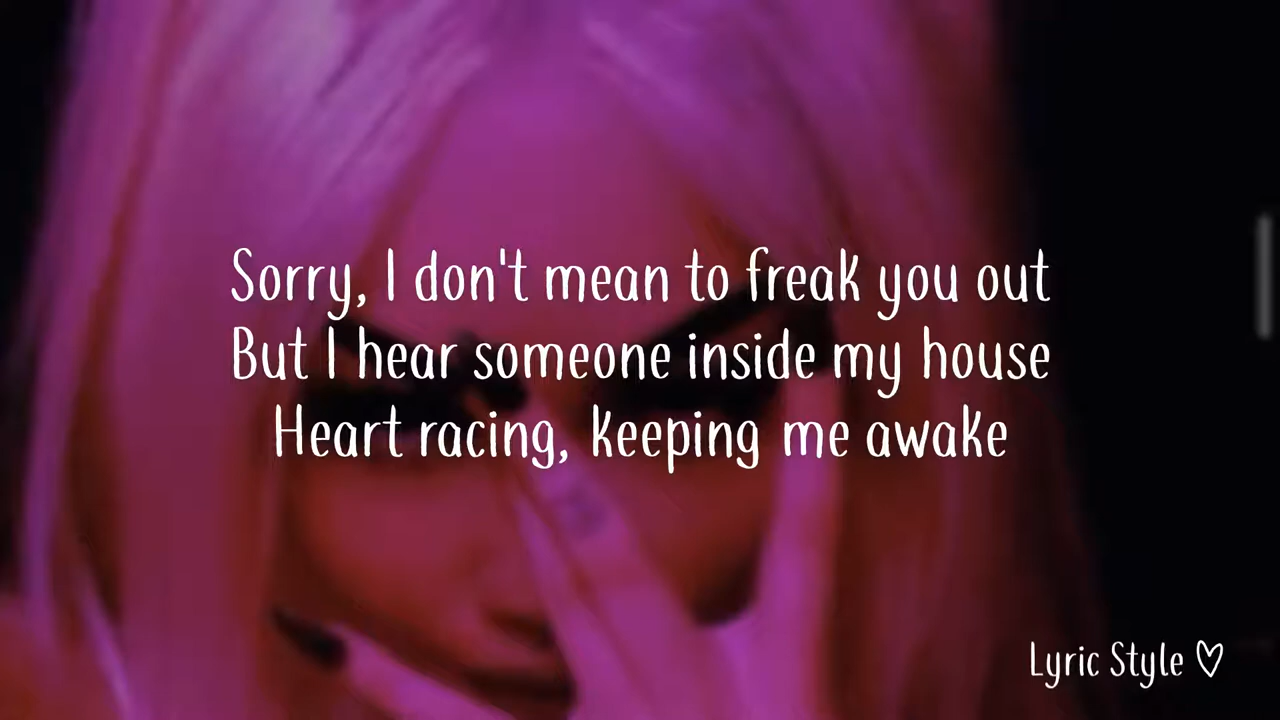 Sorry, I don't mean to freak you out
But I hear someone inside my house
Heart racing, keeping me awake
Lyric Style ♡